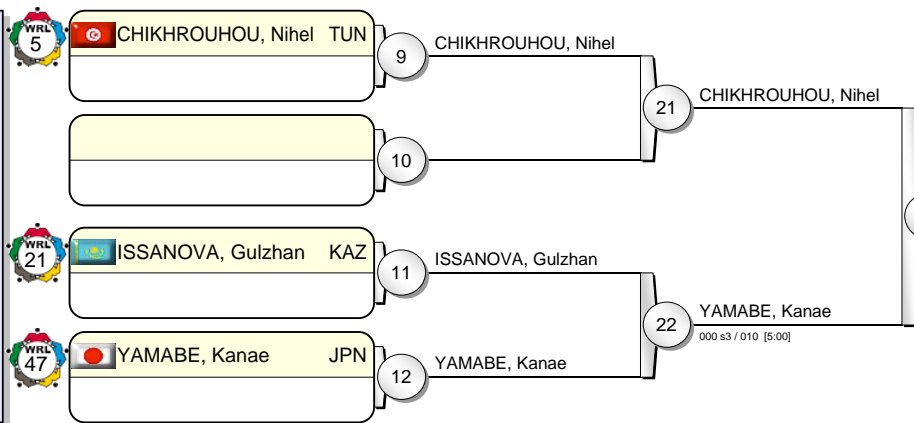 WRL
5
CHIKHROUHOU, Nihel TUN
9
CHIKHROUHOU, Nihel
21
CHIKHROUHOU, Nihel
10
WRL
21
ISSANOVA, Gulzhan KAZ
11
ISSANOVA, Gulzhan
22
YAMABE, Kanae
000 s3 / 010 [5:00]
WRL
47
YAMABE, Kanae JPN
12
YAMABE, Kanae